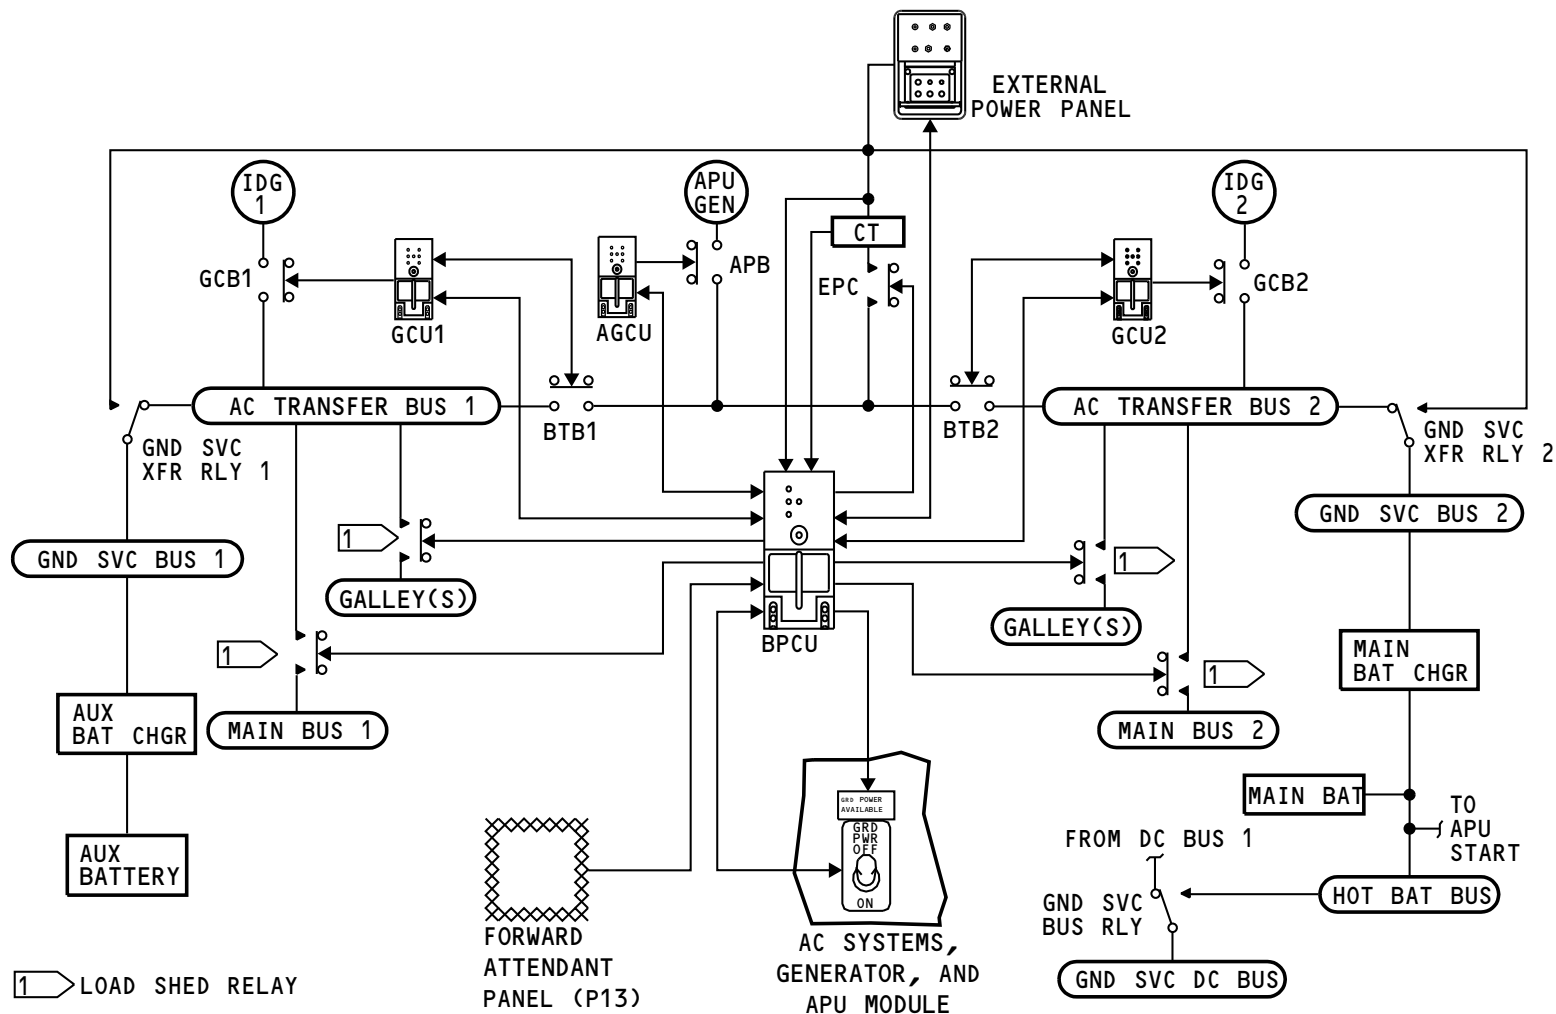 EXTERNAL
POWER PANEL
IDG
1
APU
GEN
IDG
2
CT
GCB1
APB
EPC
GCB2
GCU1
AGCU
GCU2
AC TRANSFER BUS 1
BTB1
BTB2
AC TRANSFER BUS 2
GND SVC
XFR RLY 1
GND SVC
XFR RLY 2
GND SVC BUS 2
1
GND SVC BUS 1
1
GALLEY(S)
GALLEY(S)
BPCU
1
1
MAIN
BAT CHGR
AUX
BAT CHGR
MAIN BUS 1
MAIN BUS 2
MAIN BAT
TO
APU
START
GRD POWER
AVAILABLE
GRD
PWR
OFF
ON
FROM DC BUS 1
AUX
BATTERY
HOT BAT BUS
GND SVC
BUS RLY
FORWARD
ATTENDANT
PANEL (P13)
AC SYSTEMS,
GENERATOR, AND
APU MODULE
GND SVC DC BUS
1 LOAD SHED RELAY